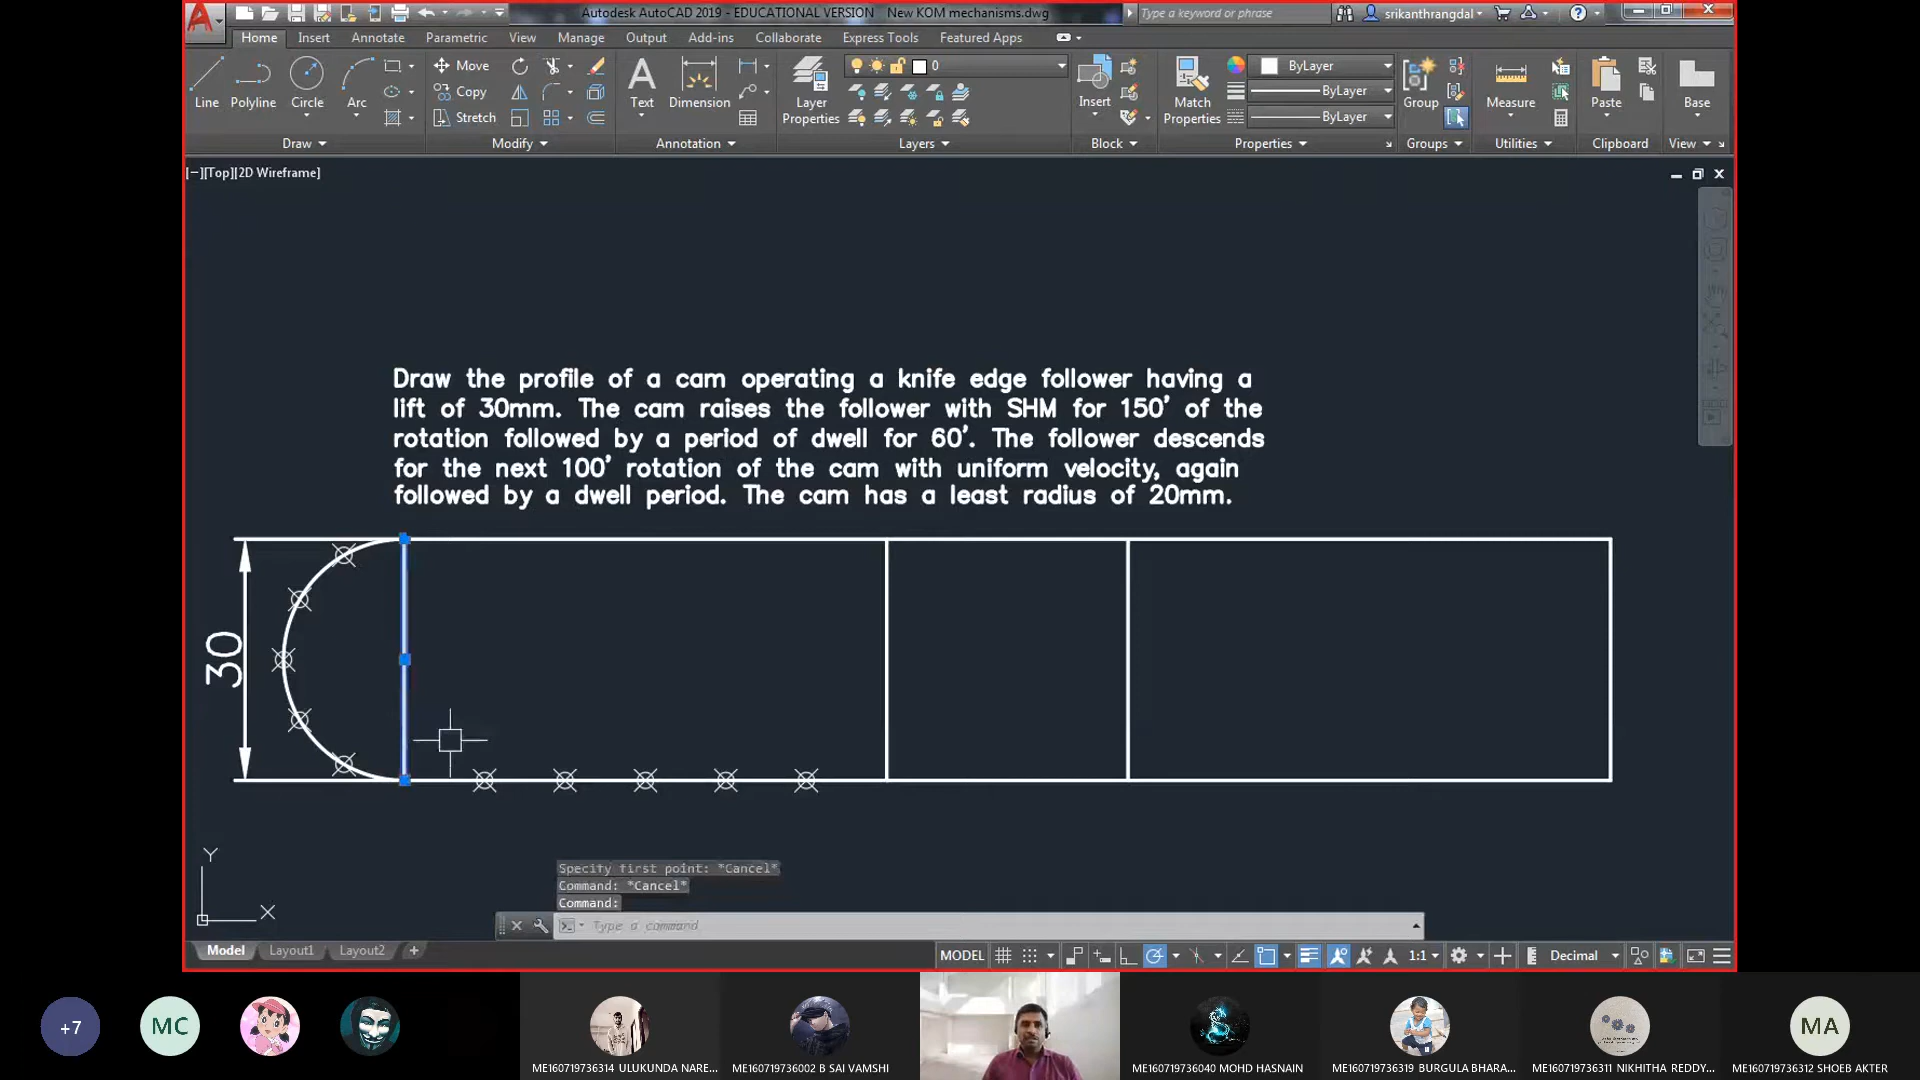 Autodesk AutoCAD 2019 - EDUCATIONAL VERSION New KOM mechanisms.dwg
Type a keyword or phrase
srikanthrangdal
Home Insert Annotate Parametric View Manage Output Add-ins Collaborate Express Tools Featured Apps
Line Polyline Circle Arc
Move
Copy
Stretch
Text Dimension
Layer Properties
0
Insert
Match Properties
ByLayer
ByLayer
ByLayer
Group
Measure
Paste
Base
Draw Modify Annotation Layers Block Properties Groups Utilities Clipboard View
[−][Top][2D Wireframe]
Draw the profile of a cam operating a knife edge follower having a
lift of 30mm. The cam raises the follower with SHM for 150' of the
rotation followed by a period of dwell for 60'. The follower descends
for the next 100' rotation of the cam with uniform velocity, again
followed by a dwell period. The cam has a least radius of 20mm.
30
Y
X
Specify first point: *Cancel*
Command: *Cancel*
Command:
Type a command
Model Layout1 Layout2 +
MODEL 1:1 Decimal
+7 MC MA
ME160719736314 ULUKUNDA NARE... ME160719736002 B SAI VAMSHI ME160719736040 MOHD HASNAIN ME160719736319 BURGULA BHARA... ME160719736311 NIKHITHA REDDY... ME160719736312 SHOEB AKTER